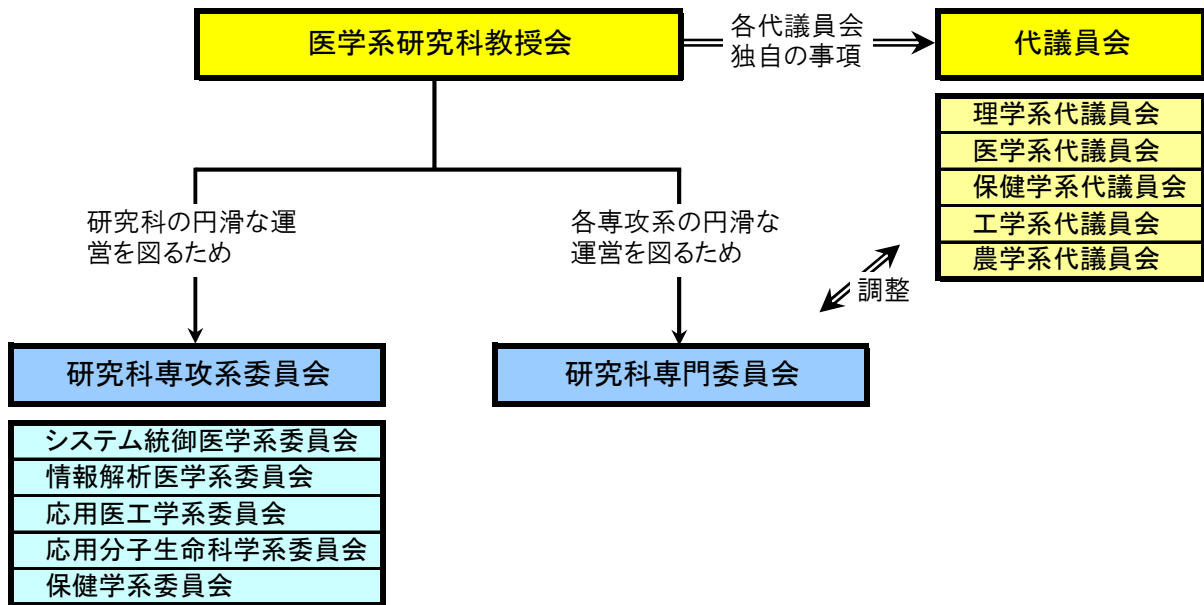 医学系研究科教授会
各代議員会
独自の事項
代議員会
理学系代議員会
医学系代議員会
保健学系代議員会
工学系代議員会
農学系代議員会
研究科の円滑な運
営を図るため
各専攻系の円滑な
運営を図るため
調整
研究科専攻系委員会
研究科専門委員会
システム統御医学系委員会
情報解析医学系委員会
応用医工学系委員会
応用分子生命科学系委員会
保健学系委員会